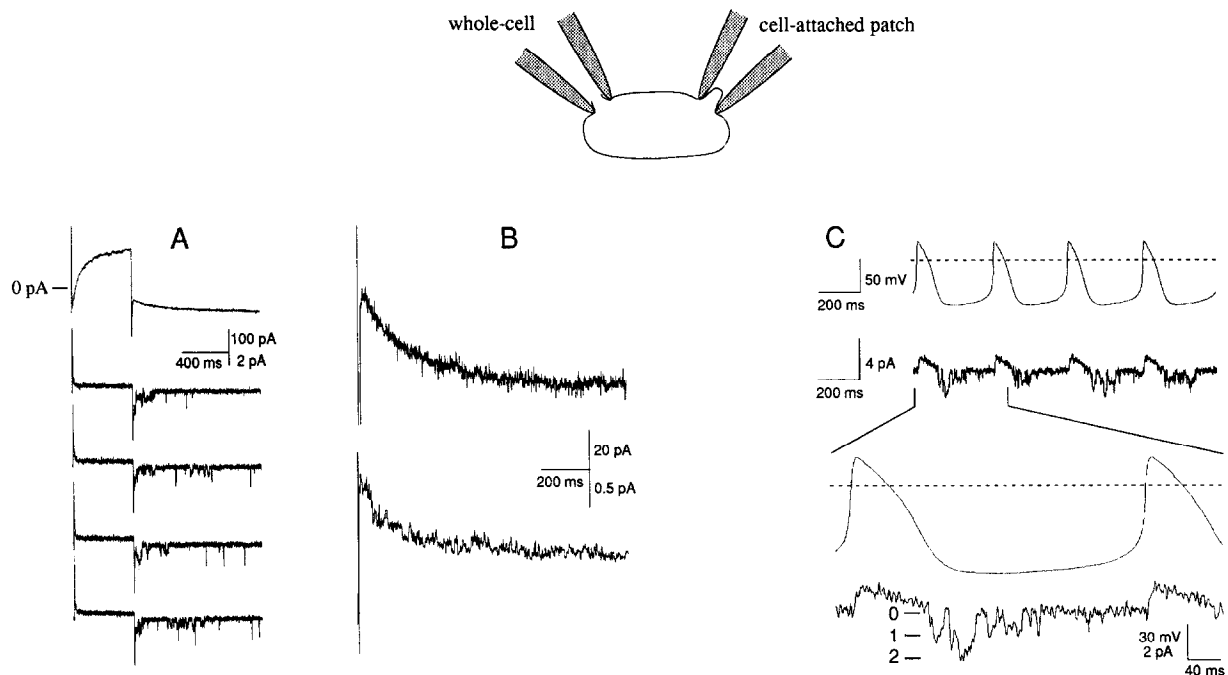 whole-cell
cell-attached patch
A
0 pA
100 pA
2 pA
400 ms
B
20 pA
0.5 pA
200 ms
C
50 mV
200 ms
4 pA
200 ms
0
1
2
30 mV
2 pA
40 ms